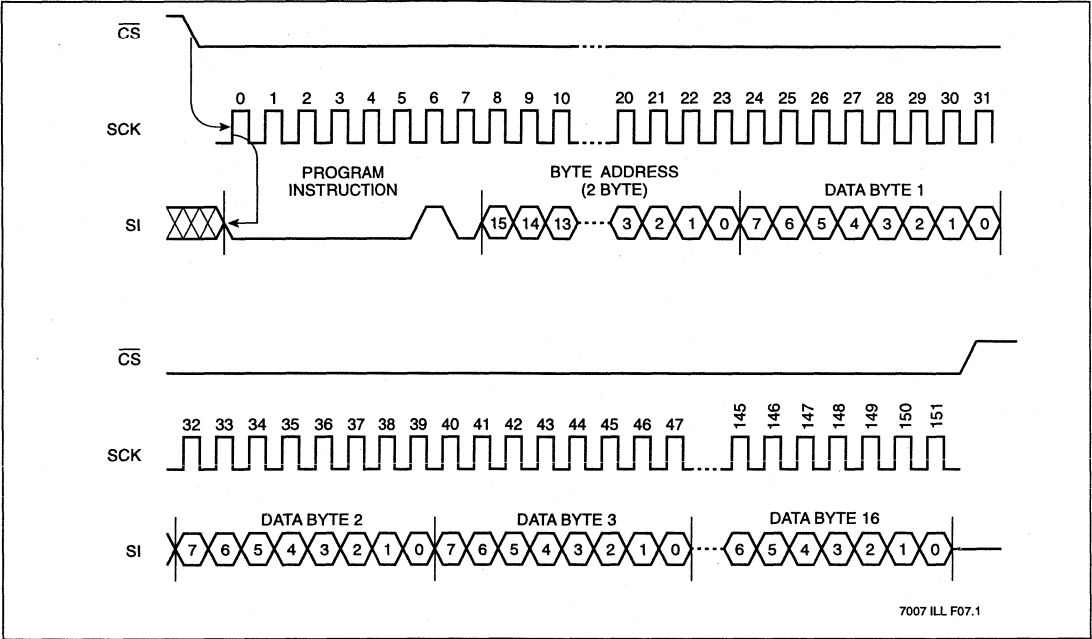 CS
0 1 2 3 4 5 6 7 8 9 10 20 21 22 23 24 25 26 27 28 29 30 31
SCK
PROGRAM
INSTRUCTION
BYTE ADDRESS
(2 BYTE)
DATA BYTE 1
SI
15 14 13 3 2 1 0 7 6 5 4 3 2 1 0
CS
32 33 34 35 36 37 38 39 40 41 42 43 44 45 46 47 145 146 147 148 149 150 151
SCK
DATA BYTE 2 DATA BYTE 3 DATA BYTE 16
SI
7 6 5 4 3 2 1 0 7 6 5 4 3 2 1 0 6 5 4 3 2 1 0
7007 ILL F07.1